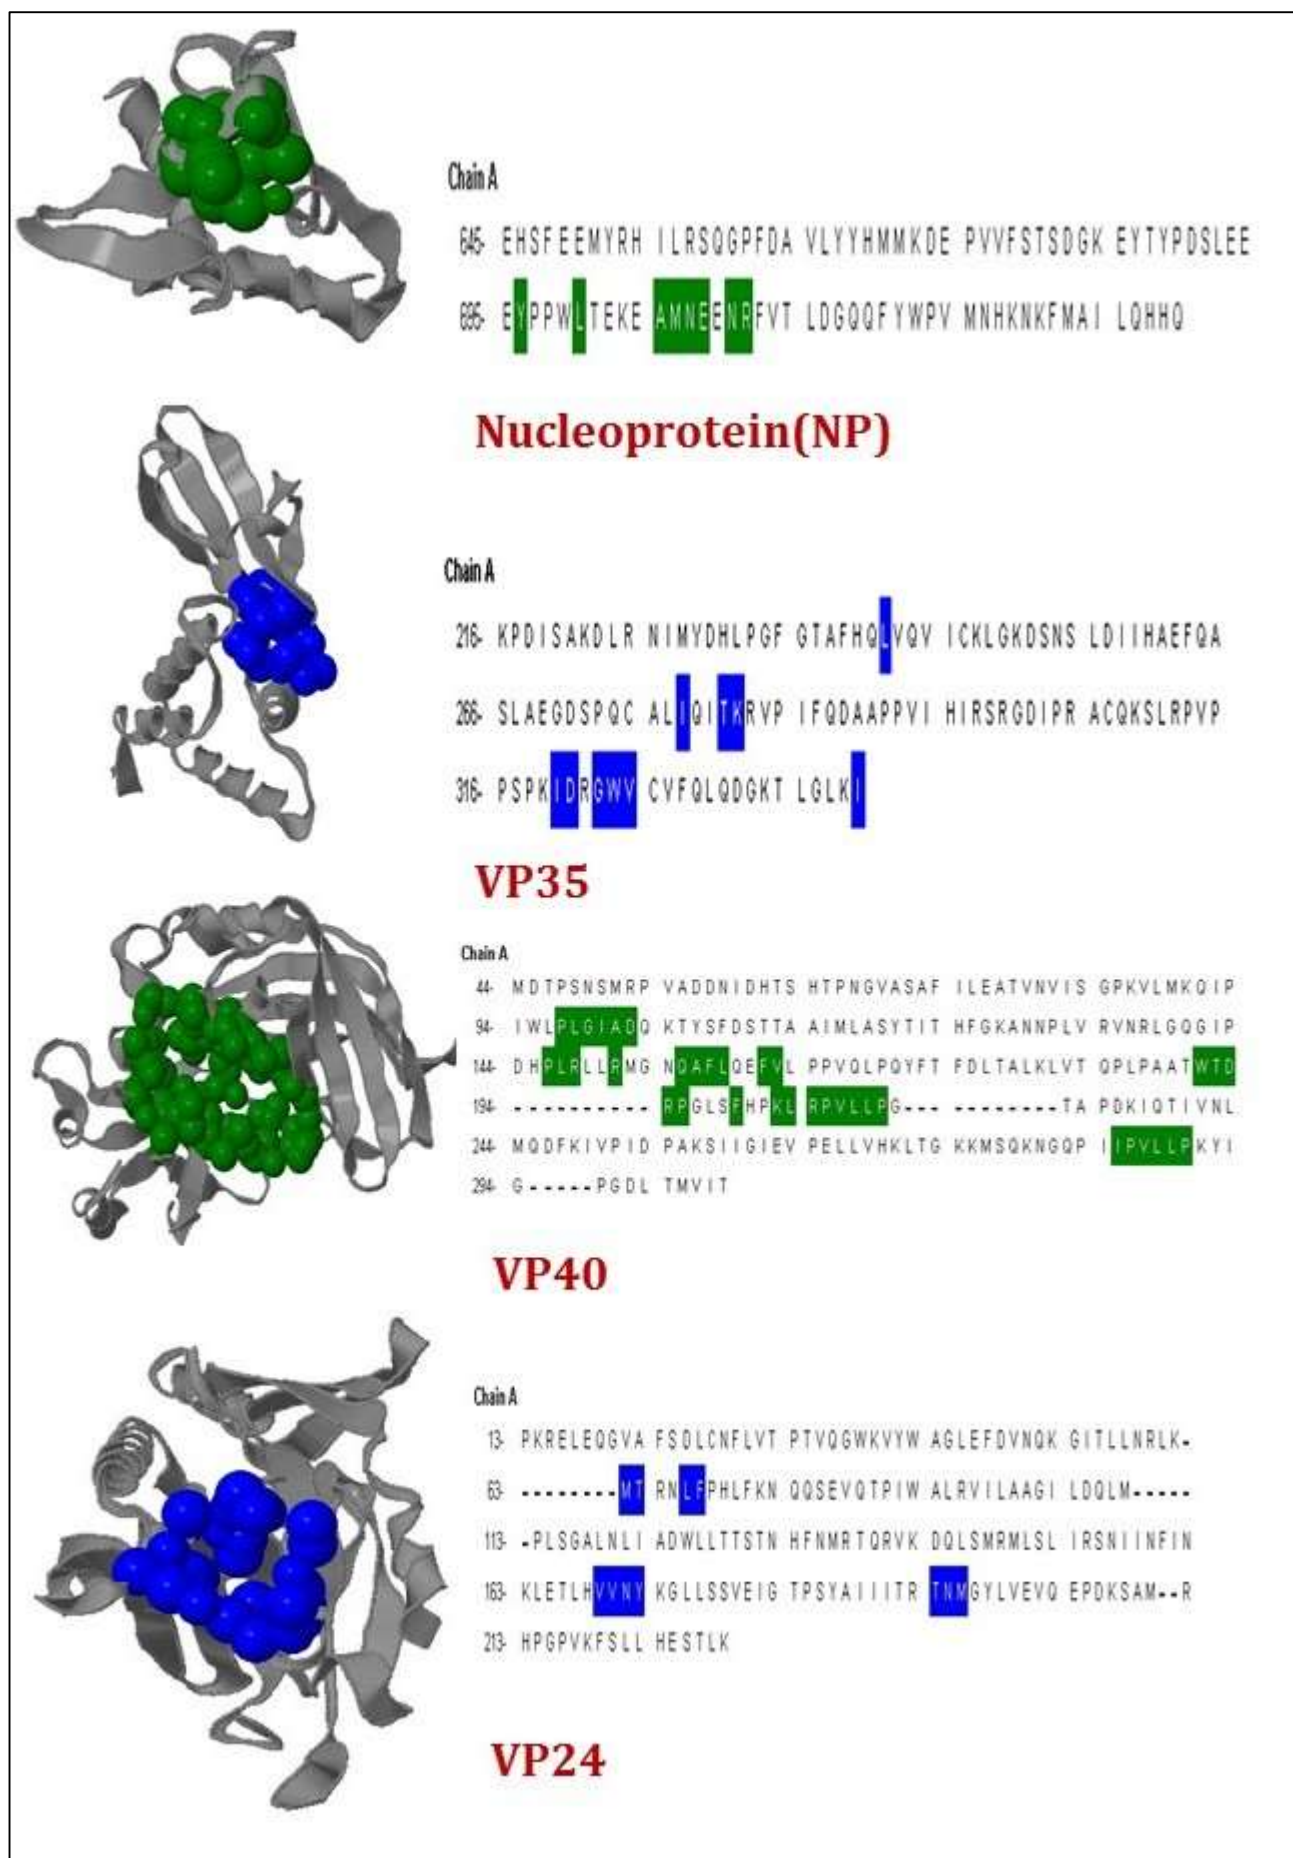 Chain A
645- EHSFEEMYRH ILRSQGPFDA VLYYHMMKDE PVVFSTSDGK EYTYPDSLEE
695- EYPPWLTEKE AMNEENRFVT LDGQQFYWPV MNHKNKFMAI LQHHQ
Nucleoprotein(NP)
Chain A
216- KPDISAKDLR NIMYDHLPGF GTAFHQLVQV ICKLGKDSNS LDIIHAEFQA
266- SLAEGDSPQC ALIQITKRVP IFQDAAPPVI HIRSRGDIPR ACQKSLRPVP
316- PSPKIDRGWV CVFQLQDGKT LGLKI
VP35
Chain A
44- MDTPSNSMRP VADDNIDHTS HTPNGVASAF ILEATVNVIS GPKVLMKQIP
94- IWLPLGIADQ KTYSFDSTTA AIMLASYTIT HFGKANNPLV RVNRLGQGIP
144- DHPLRLLRMG NQAFLQEFVL PPVQLPQYFT FDLTALKLVT QPLPAATWTD
194- ---------- RPGLSFHPKL RPVLLPG--- --------TA PDKIQTIVNL
244- MQDFKIVPID PAKSIIGIEV PELLVHKLTG KKMSQKNGQP IIPVLLPKYI
294- G-----PGDL TMVIT
VP40
Chain A
13- PKRELEQGVA FSDLCNFLVT PTVQGWKVYW AGLEFDVNQK GITLLNRLK-
63- --------MT RNLFPHLFKN QQSEVQTPIW ALRVILAAGI LDQLM-----
113- -PLSGALNLI ADWLLTTSTN HFNMRTQRVK DQLSMRMLSL IRSNIINFIN
163- KLETLHVVNY KGLLSSVEIG TPSYAIIITR TNMGYLVEVQ EPDKSAM--R
213- HPGPVKFSLL HESTLK
VP24